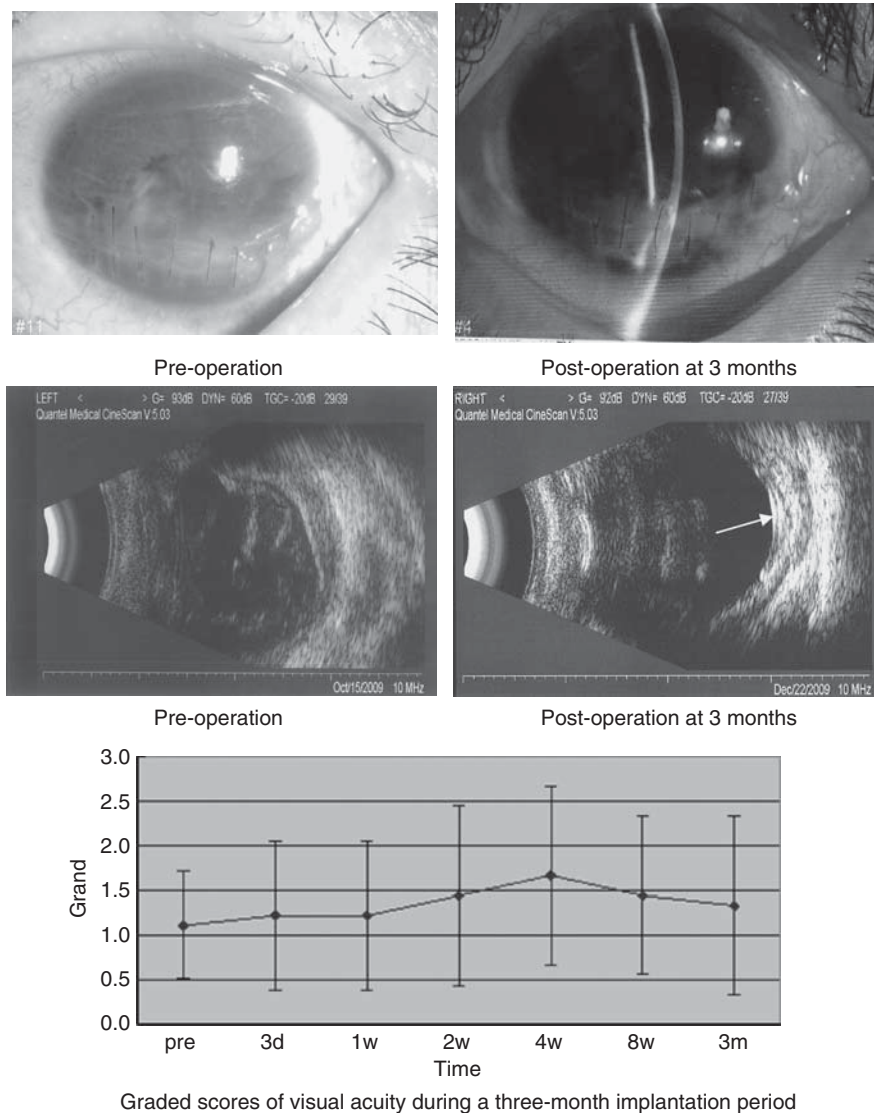 #11
#4
Pre-operation
Post-operation at 3 months
LEFT < > G= 93dB DYN= 60dB TGC= -20dB 29/39
Quantel Medical CineScan V:5.03
Oct/15/2009 10 MHz
RIGHT < > G= 92dB DYN= 60dB TGC= -20dB 27/39
Quantel Medical CineScan V:5.03
Dec/22/2009 10 MHz
Pre-operation
Post-operation at 3 months
3.0
2.5
2.0
1.5
1.0
0.5
0.0
Grand
pre 3d 1w 2w 4w 8w 3m
Time
Graded scores of visual acuity during a three-month implantation period